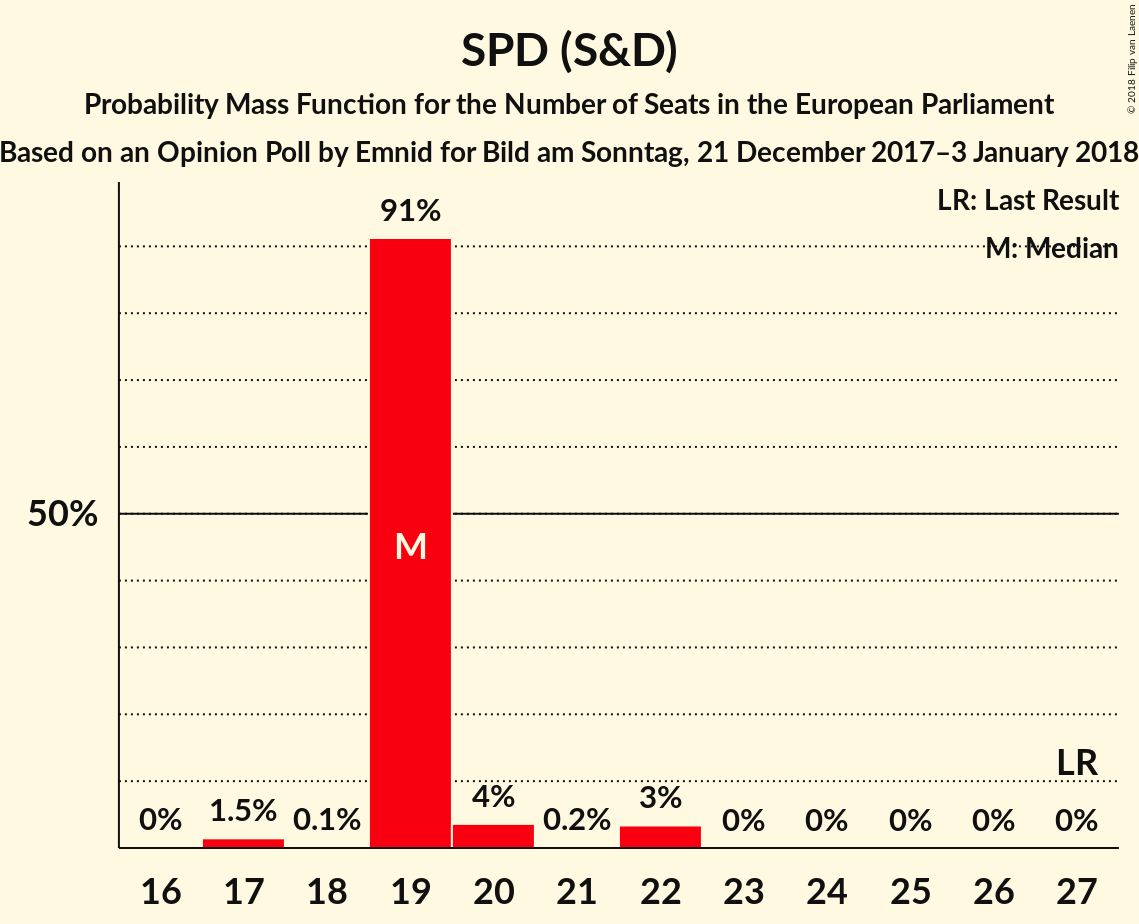 SPD (S&D)
Probability Mass Function for the Number of Seats in the European Parliament
Based on an Opinion Poll by Emnid for Bild am Sonntag, 21 December 2017–3 January 2018
© 2018 Filip van Laenen
LR: Last Result
M: Median
91%
50%
M
LR
0% 1.5% 0.1% 4% 0.2% 3% 0% 0% 0% 0% 0%
16 17 18 19 20 21 22 23 24 25 26 27